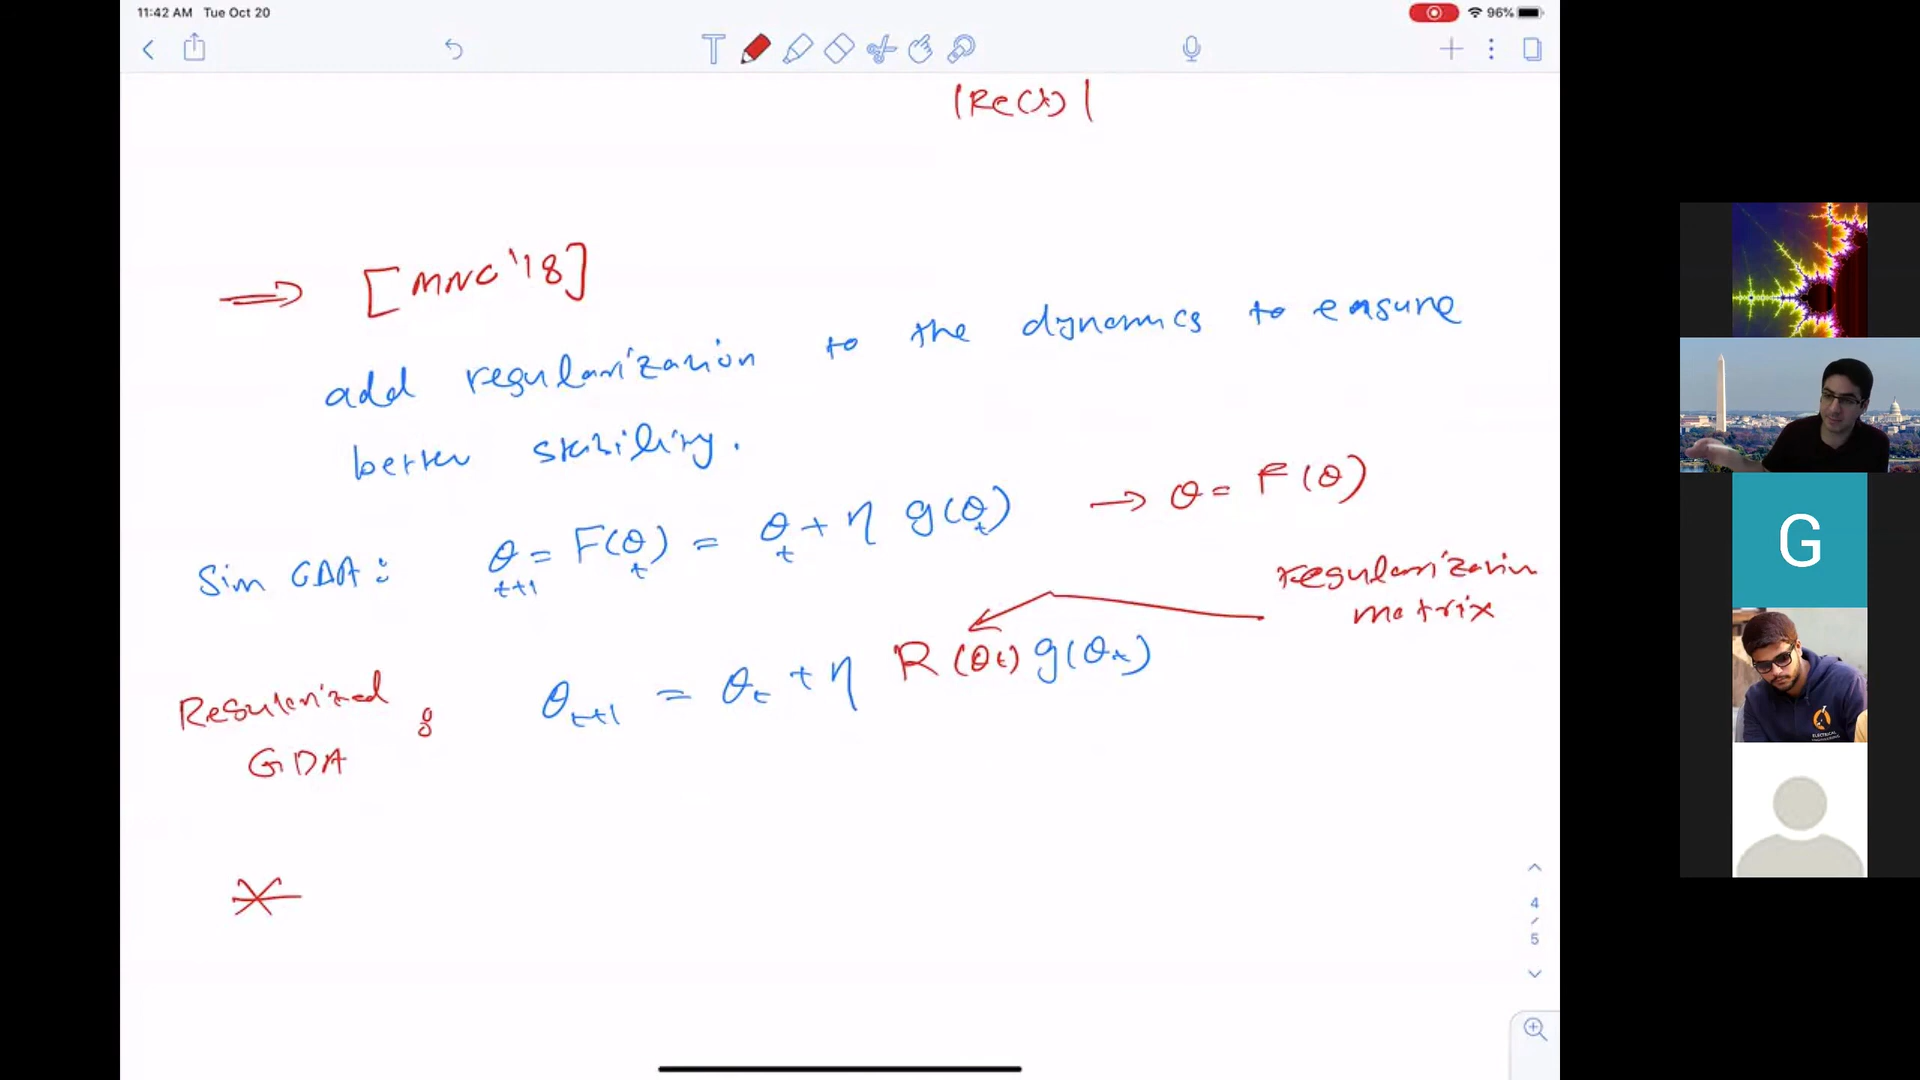 11:42 AM Tue Oct 20
96%
|Re(λ)|
⇒ [MNC '18]
add regularization to the dynamics to ensure
better stability.
Sim GDA: θ_{t+1} = F(θ_t) = θ_t + η g(θ_t) → θ = F(θ)
regularization
matrix
Regularized
GDA : θ_{t+1} = θ_t + η R(θ_t) g(θ_t)
4
/
5
G
ELECTRICAL